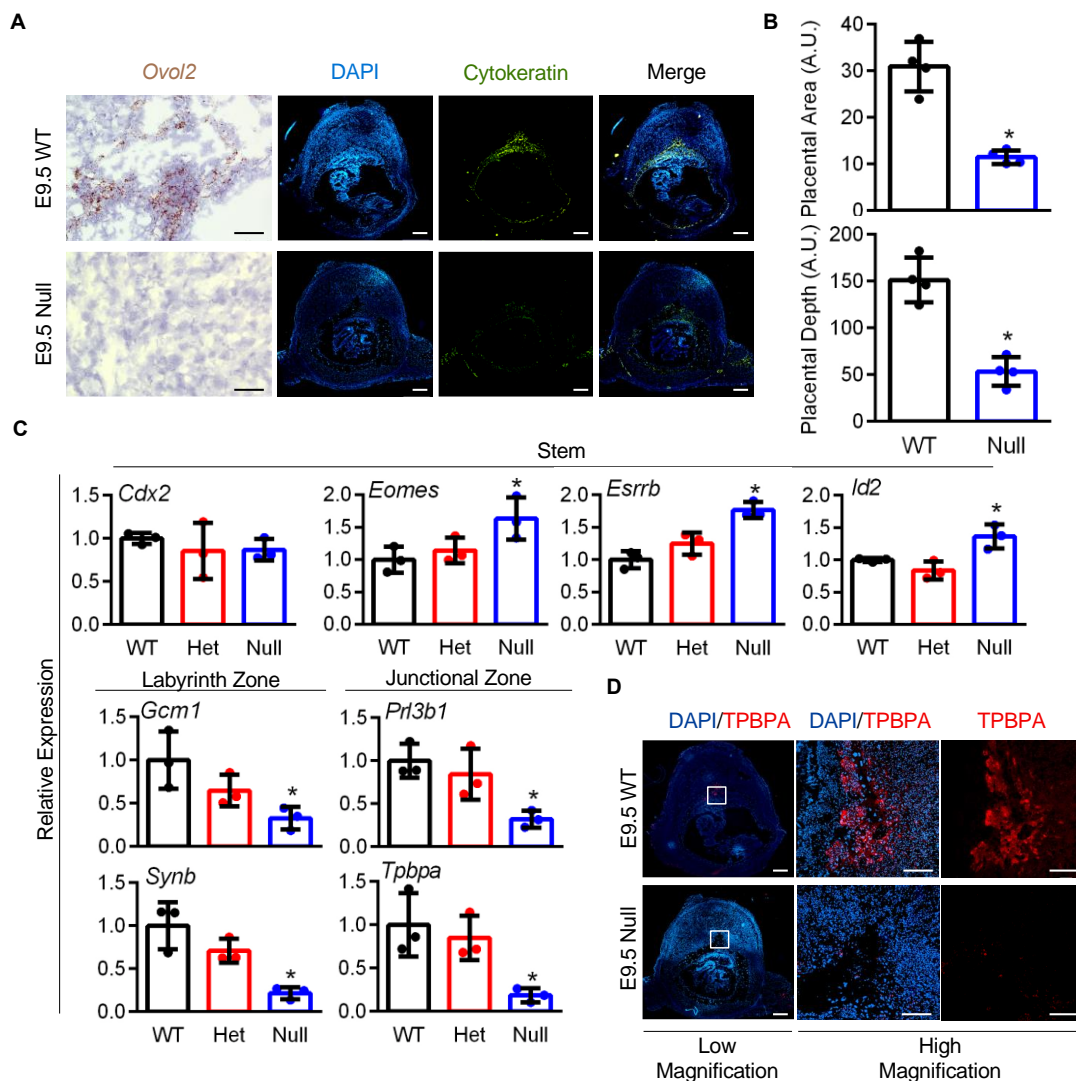 A
Ovol2 DAPI Cytokeratin Merge
E9.5 WT
E9.5 Null
B
Placental Area (A.U.)
40
30
20
10
0
*
Placental Depth (A.U.)
200
150
100
50
0
*
WT Null
C
Stem
Relative Expression
Cdx2
1.5
1.0
0.5
0.0
WT Het Null
Eomes
2.0
1.5
1.0
0.5
0.0
*
WT Het Null
Esrrb
2.0
1.5
1.0
0.5
0.0
*
WT Het Null
Id2
2.0
1.5
1.0
0.5
0.0
*
WT Het Null
Labyrinth Zone
Gcm1
1.5
1.0
0.5
0.0
*
Synb
1.5
1.0
0.5
0.0
*
WT Het Null
Junctional Zone
Prl3b1
1.5
1.0
0.5
0.0
*
Tpbpa
1.5
1.0
0.5
0.0
*
WT Het Null
D
DAPI/TPBPA DAPI/TPBPA TPBPA
E9.5 WT
E9.5 Null
Low
Magnification
High
Magnification